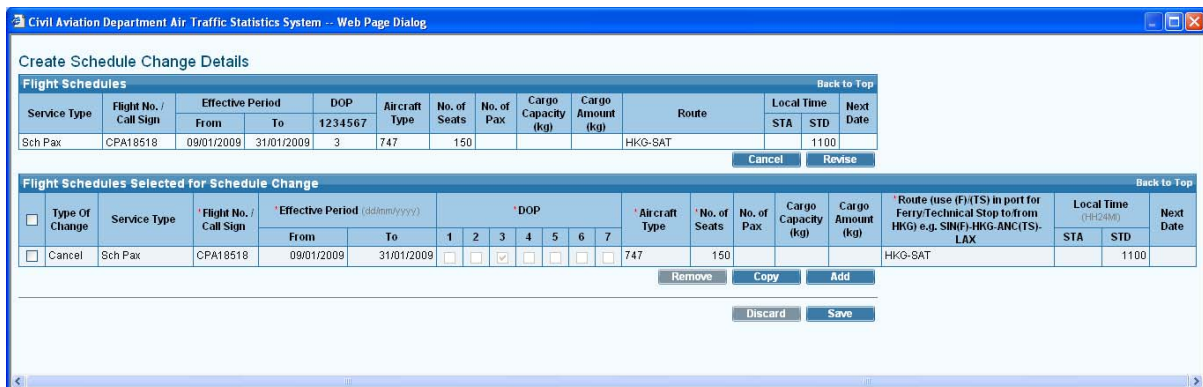 Civil Aviation Department Air Traffic Statistics System -- Web Page Dialog
Create Schedule Change Details
Flight Schedules Back to Top
Service Type Flight No. / Call Sign Effective Period From To DOP 1234567 Aircraft Type No. of Seats No. of Pax Cargo Capacity (kg) Cargo Amount (kg) Route Local Time STA STD Next Date
Sch Pax CPA18518 09/01/2009 31/01/2009 3 747 150 HKG-SAT 1100
Cancel Revise
Flight Schedules Selected for Schedule Change Back to Top
Type Of Change Service Type *Flight No. / Call Sign *Effective Period (dd/mm/yyyy) From To *DOP 1 2 3 4 5 6 7 *Aircraft Type *No. of Seats No. of Pax Cargo Capacity (kg) Cargo Amount (kg) *Route (use (F)/(TS) in port for Ferry/Technical Stop to/from HKG) e.g. SIN(F)-HKG-ANC(TS)-LAX Local Time (HH24MI) STA STD Next Date
Cancel Sch Pax CPA18518 09/01/2009 31/01/2009 747 150 HKG-SAT 1100
Remove Copy Add
Discard Save